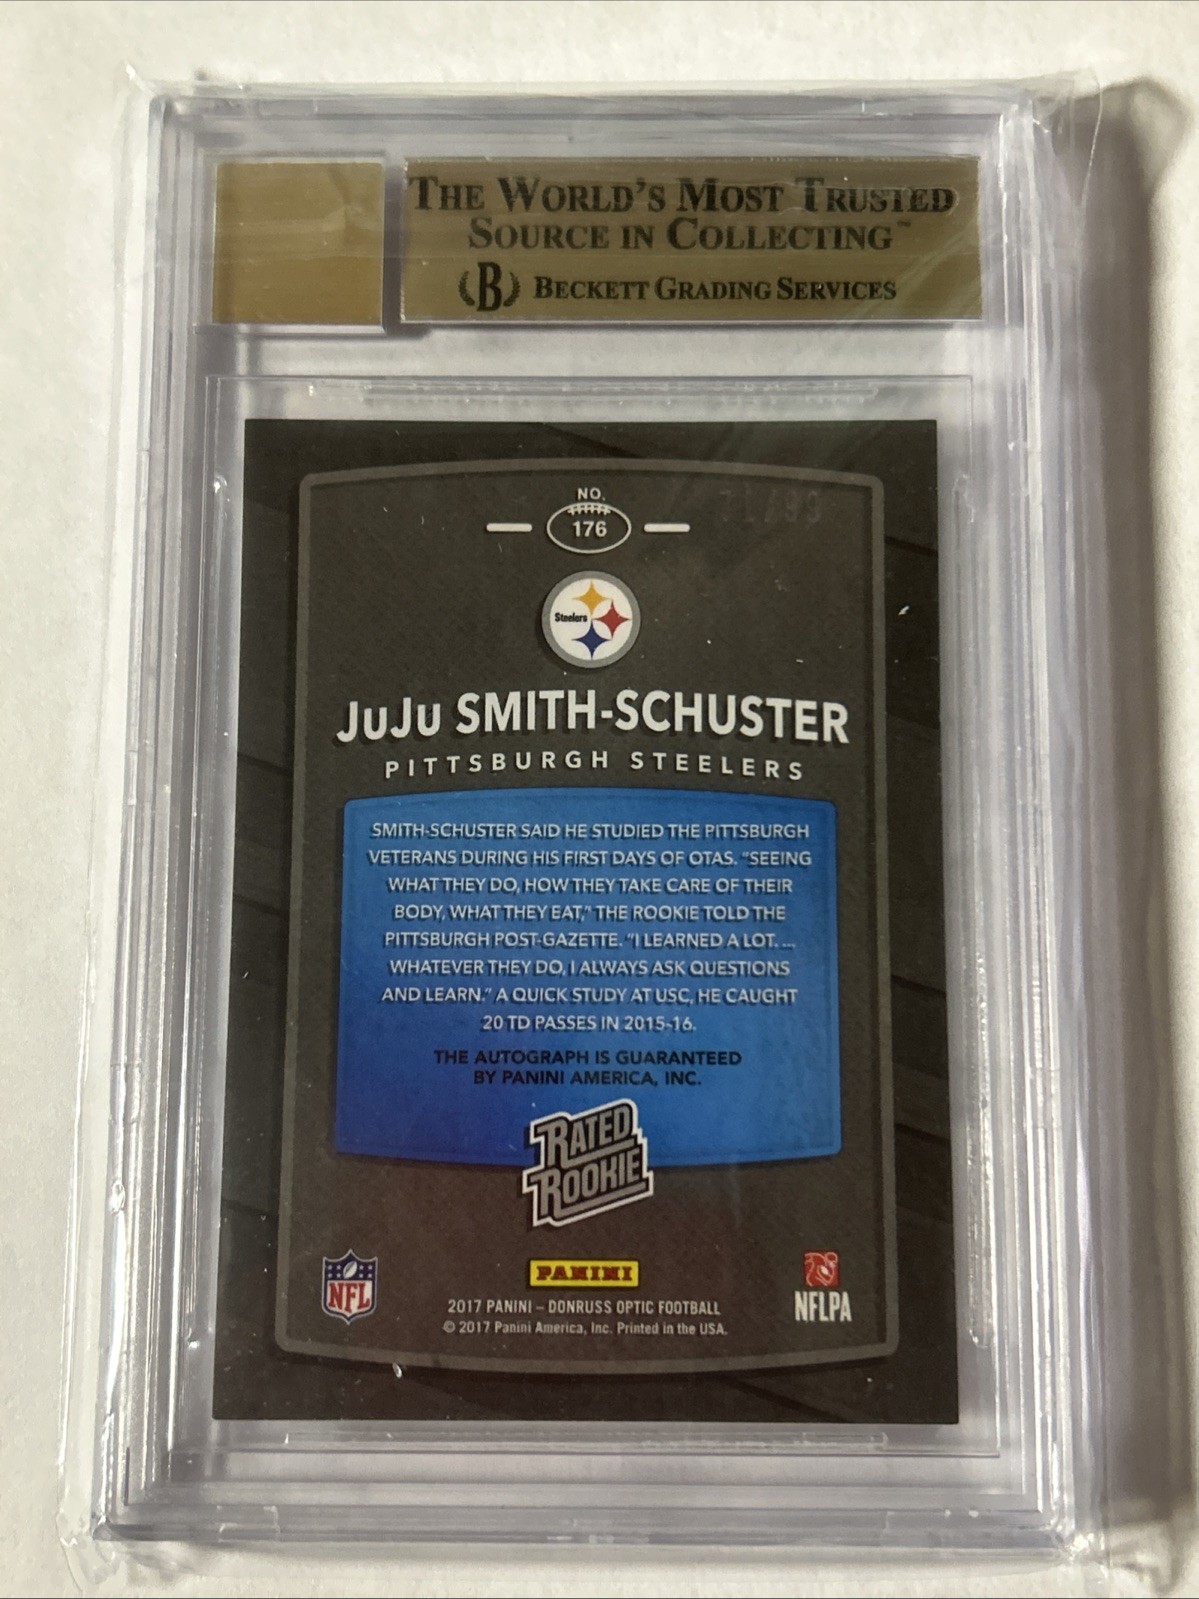 THE WORLD'S MOST TRUSTED
SOURCE IN COLLECTING™
B BECKETT GRADING SERVICES
NO.
176
71/99
Steelers
JuJu SMITH-SCHUSTER
PITTSBURGH STEELERS
SMITH-SCHUSTER SAID HE STUDIED THE PITTSBURGH
VETERANS DURING HIS FIRST DAYS OF OTAS. "SEEING
WHAT THEY DO, HOW THEY TAKE CARE OF THEIR
BODY, WHAT THEY EAT," THE ROOKIE TOLD THE
PITTSBURGH POST-GAZETTE. "I LEARNED A LOT. ...
WHATEVER THEY DO, I ALWAYS ASK QUESTIONS
AND LEARN." A QUICK STUDY AT USC, HE CAUGHT
20 TD PASSES IN 2015-16.
THE AUTOGRAPH IS GUARANTEED
BY PANINI AMERICA, INC.
RATED
ROOKIE
NFL
PANINI
NFLPA
2017 PANINI – DONRUSS OPTIC FOOTBALL
© 2017 Panini America, Inc. Printed in the USA.